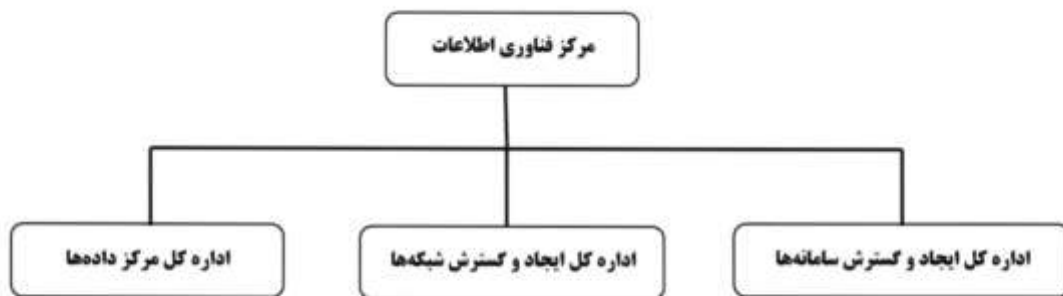 مرکز فناوری اطلاعات
اداره کل ایجاد و گسترش سامانه‌ها
اداره کل ایجاد و گسترش شبکه‌ها
اداره کل مرکز داده‌ها